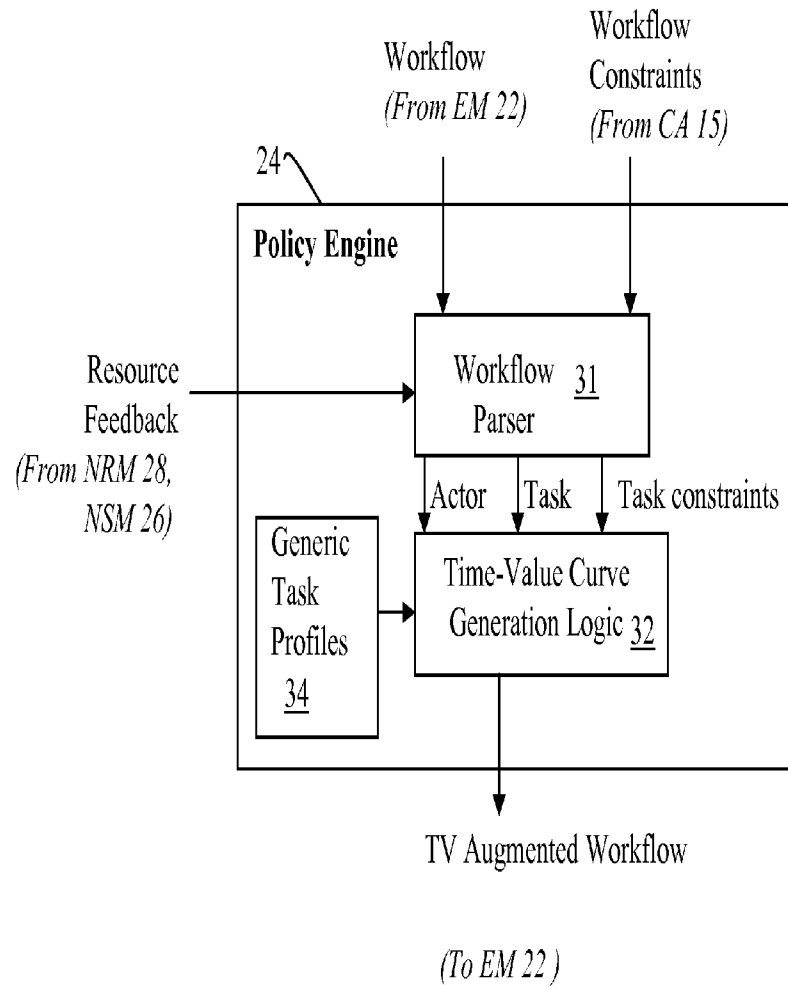 Workflow
(From EM 22)
Workflow
Constraints
(From CA 15)
24
Policy Engine
Resource
Feedback
(From NRM 28,
NSM 26)
Workflow 31
Parser
Actor
Task
Task constraints
Generic
Task
Profiles
34
Time-Value Curve
Generation Logic 32
TV Augmented Workflow
(To EM 22 )